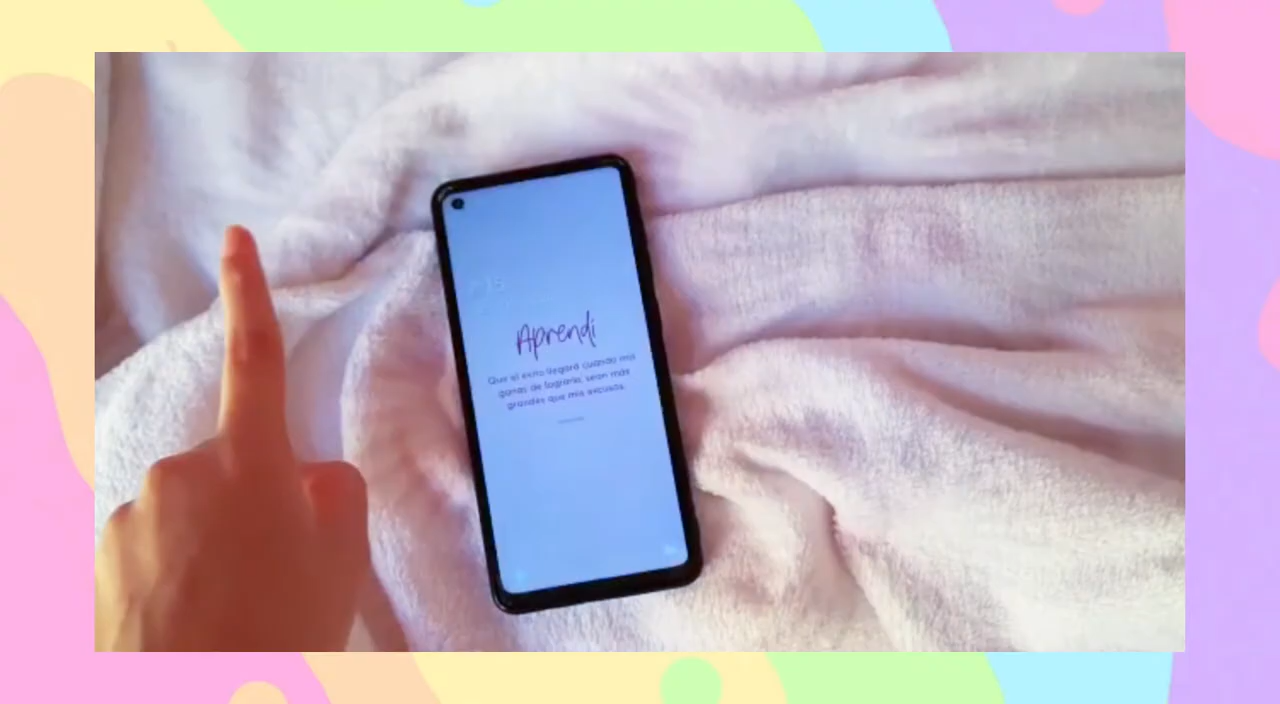 Aprendi
Que el exito llegará cuando mis
ganas de lograrlo, sean más
grandes que mis excusas.